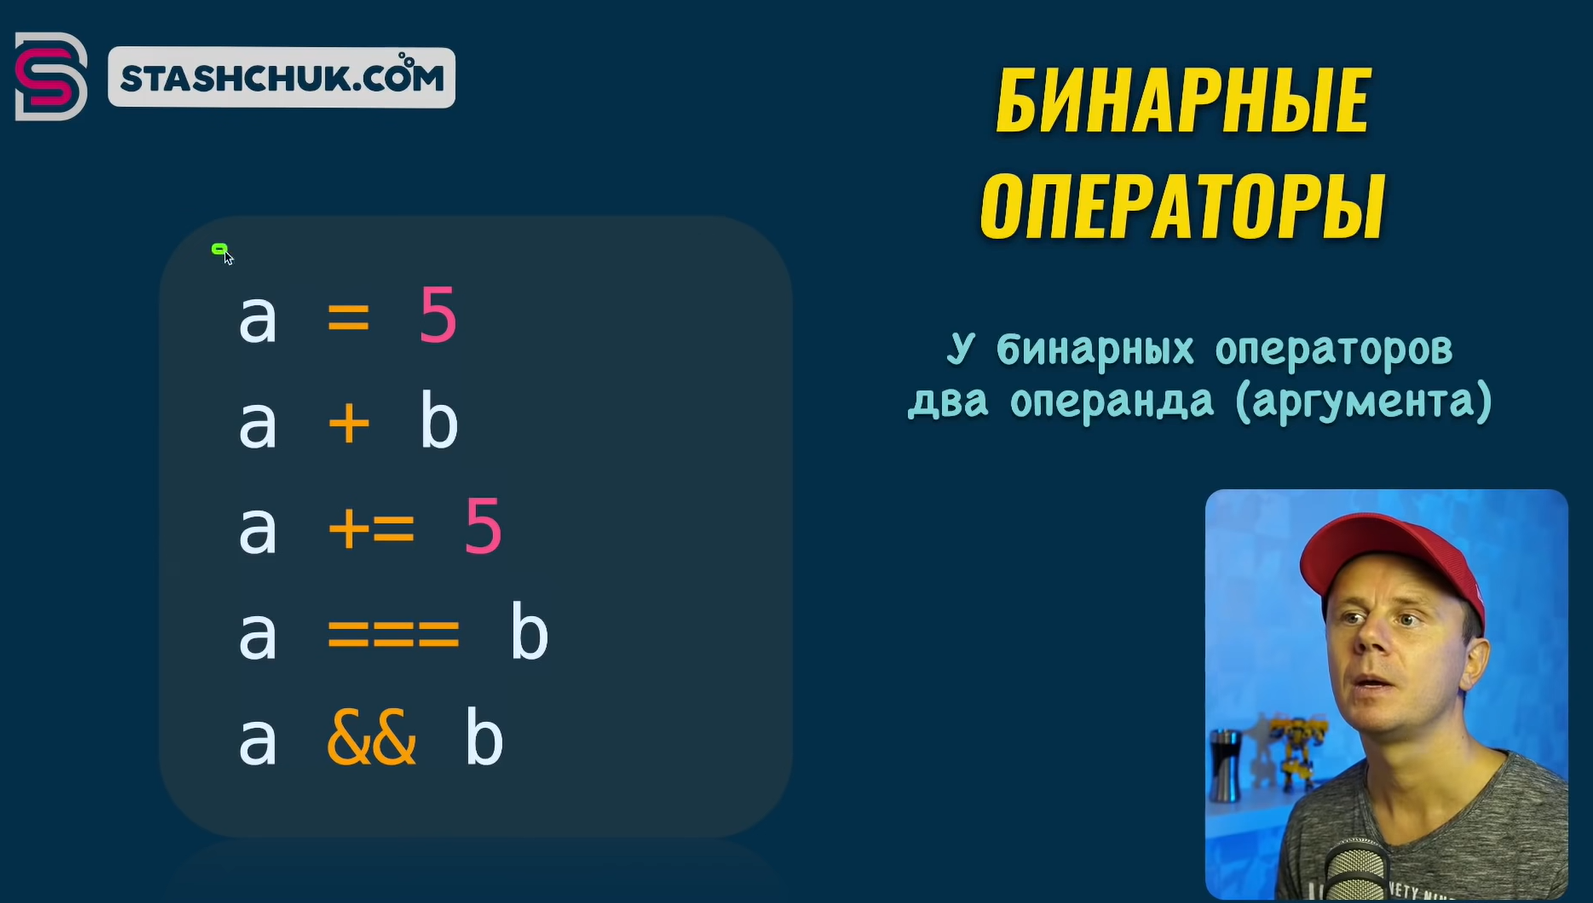 STASHCHUK.COM
БИНАРНЫЕ
ОПЕРАТОРЫ
a = 5
a + b
a += 5
a === b
a && b
У бинарных операторов
два операнда (аргумента)